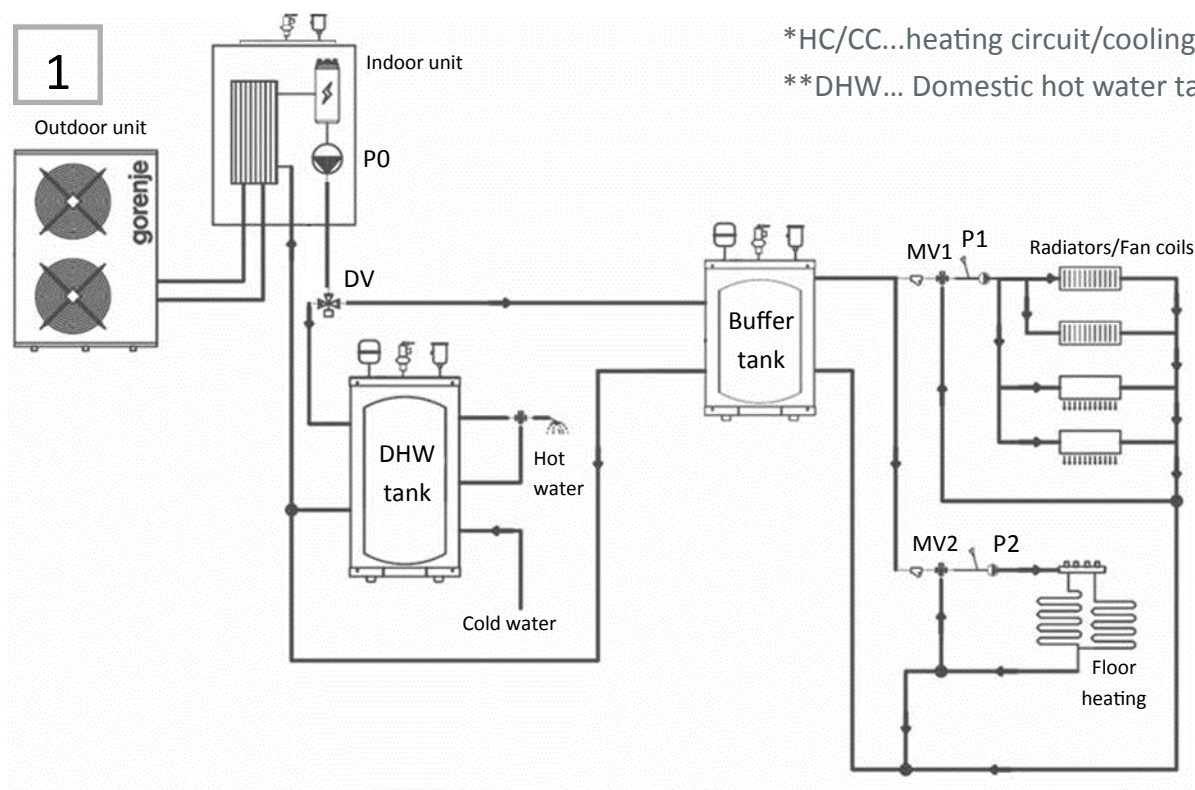 1
*HC/CC...heating circuit/cooling
**DHW... Domestic hot water ta
Indoor unit
Outdoor unit
gorenje
P0
DV
MV1
P1
Radiators/Fan coils
Buffer
tank
DHW
tank
Hot
water
Cold water
MV2
P2
Floor
heating